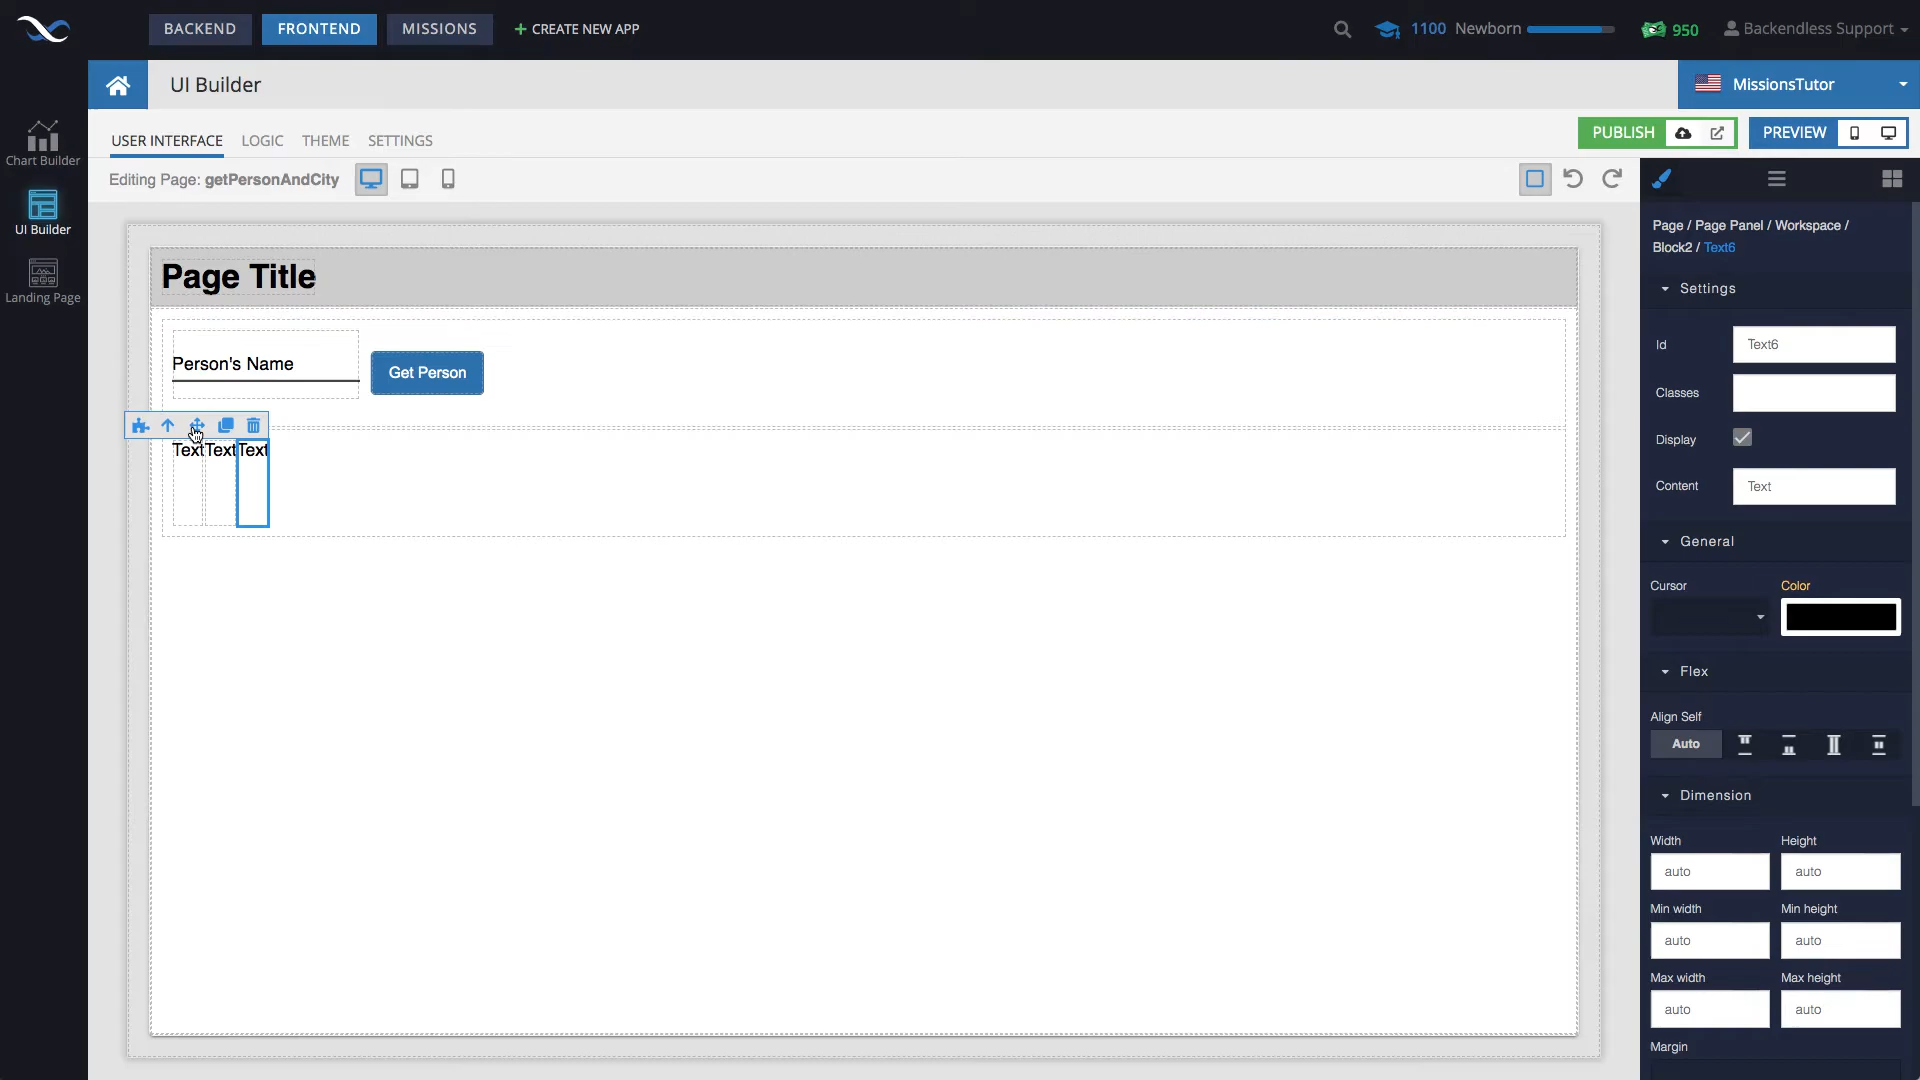 BACKEND
FRONTEND
MISSIONS
+ CREATE NEW APP
1100 Newborn
950
Backendless Support
UI Builder
MissionsTutor
Chart Builder
UI Builder
Landing Page
USER INTERFACE
LOGIC
THEME
SETTINGS
PUBLISH
PREVIEW
Editing Page: getPersonAndCity
Page Title
Person's Name
Get Person
Text
Text
Text
Page / Page Panel / Workspace /
Block2 / Text6
Settings
Id
Text6
Classes
Display
Content
Text
General
Cursor
Color
Flex
Align Self
Auto
Dimension
Width
Height
auto
auto
Min width
Min height
auto
auto
Max width
Max height
auto
auto
Margin